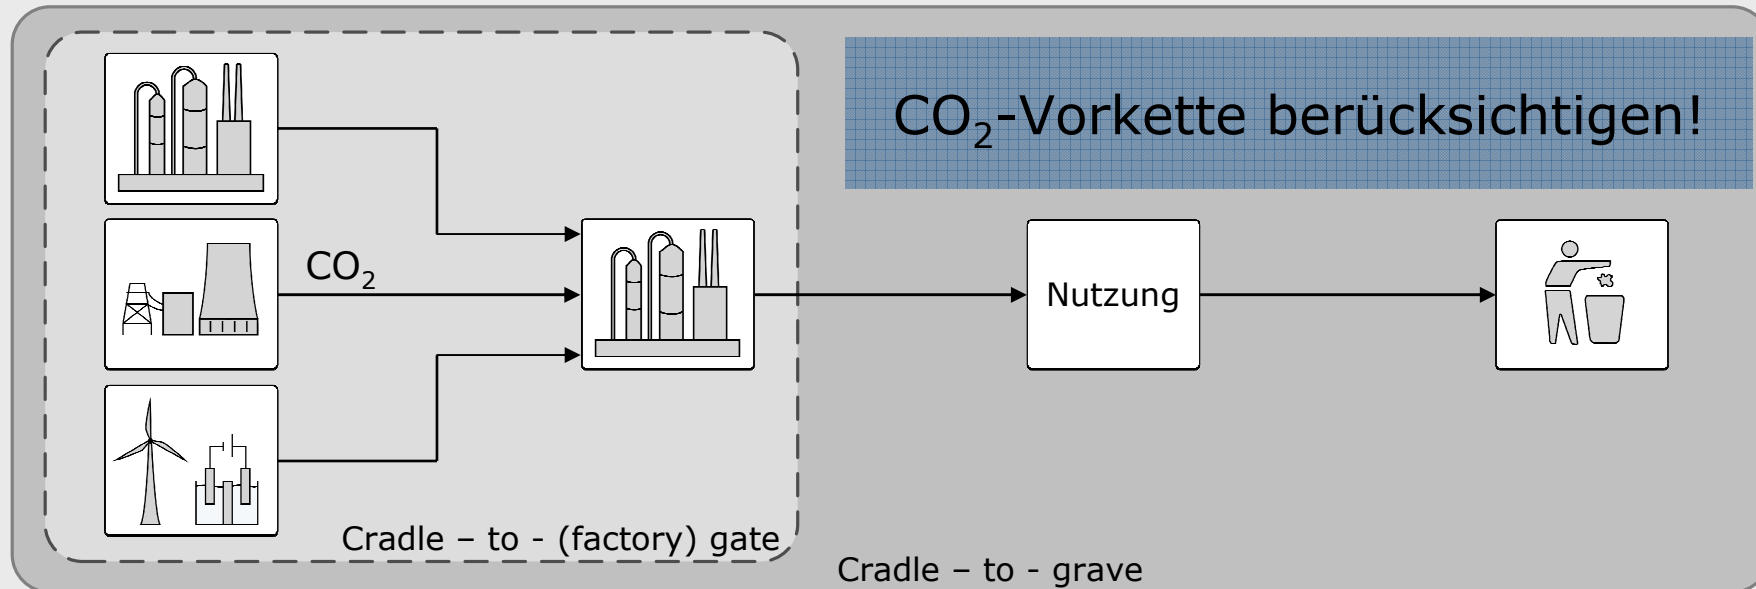 CO₂-Vorkette berücksichtigen!
CO₂
Nutzung
Cradle – to - (factory) gate
Cradle – to - grave